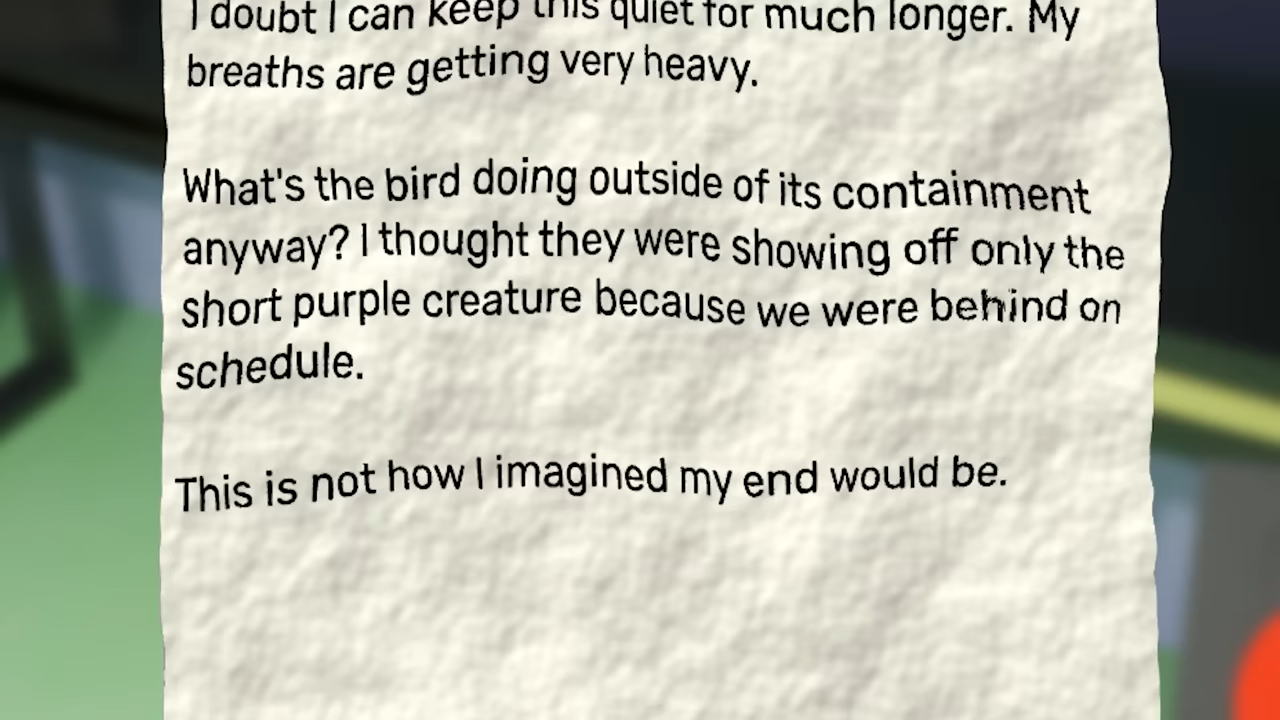 I doubt I can keep this quiet for much longer. My
breaths are getting very heavy.
What's the bird doing outside of its containment
anyway? I thought they were showing off only the
short purple creature because we were behind on
schedule.
This is not how I imagined my end would be.